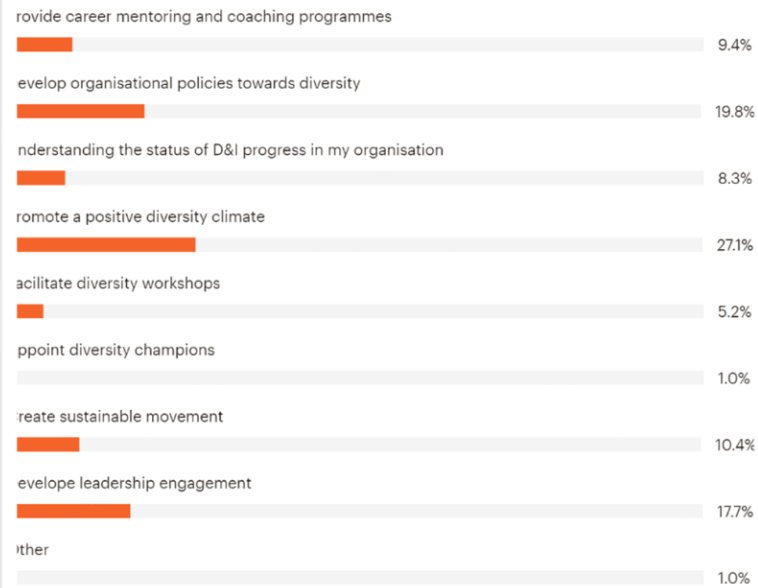 rovide career mentoring and coaching programmes
9.4%
evelop organisational policies towards diversity
19.8%
nderstanding the status of D&I progress in my organisation
8.3%
romote a positive diversity climate
27.1%
acilitate diversity workshops
5.2%
ppoint diversity champions
1.0%
reate sustainable movement
10.4%
evelope leadership engagement
17.7%
ther
1.0%